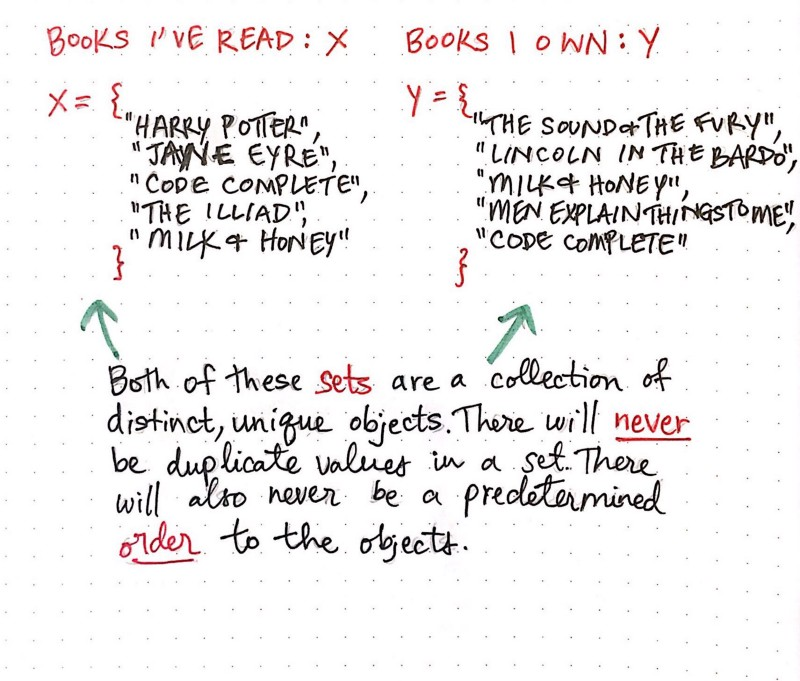 BOOKS I'VE READ: X
X = {
"HARRY POTTER",
"JAYNE EYRE",
"CODE COMPLETE",
"THE ILLIAD",
"MILK & HONEY"
}
BOOKS I OWN: Y
Y = {
"THE SOUND & THE FURY",
"LINCOLN IN THE BARDO",
"MILK & HONEY",
"MEN EXPLAIN THINGS TO ME",
"CODE COMPLETE"
}
Both of these sets are a collection of
distinct, unique objects. There will never
be duplicate values in a set. There
will also never be a predetermined
order to the objects.